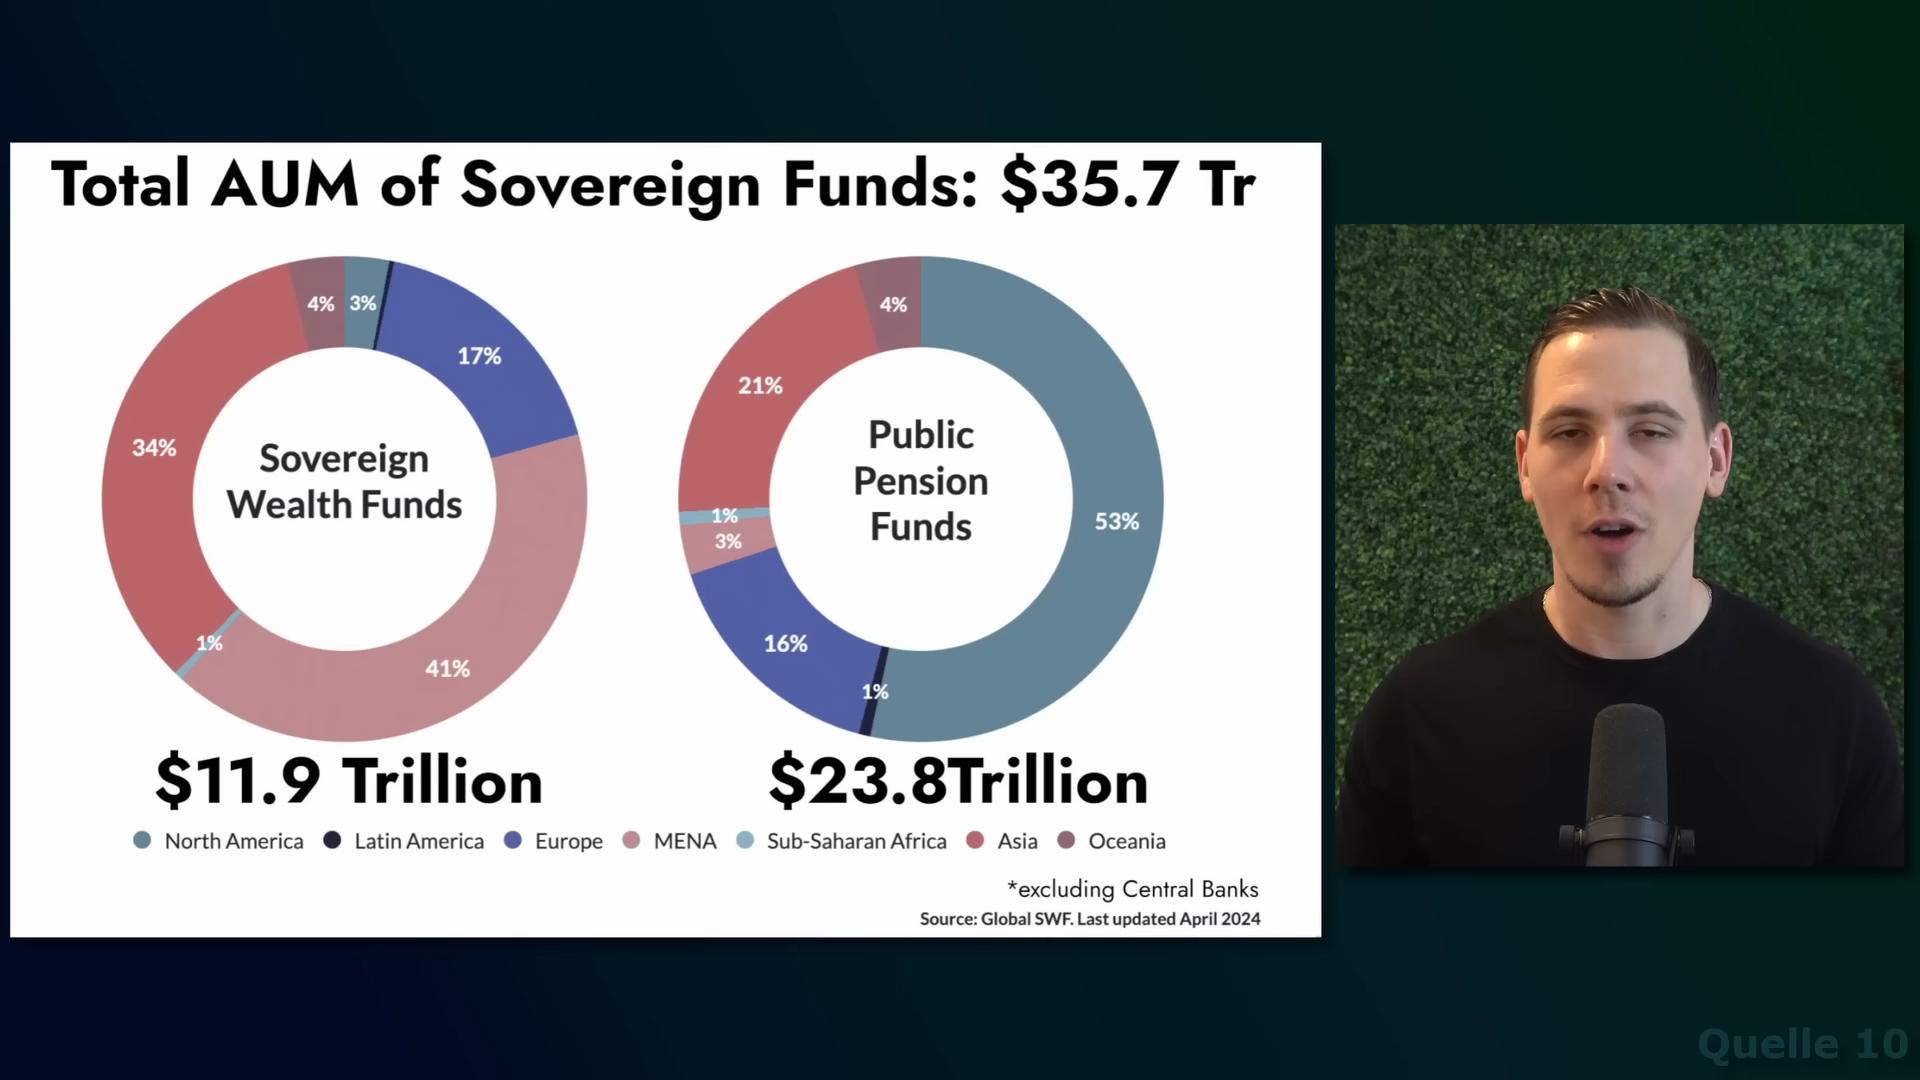 Total AUM of Sovereign Funds: $35.7 Tr
4%
3%
17%
34%
Sovereign
Wealth Funds
1%
41%
$11.9 Trillion
4%
21%
Public
Pension
Funds
53%
1%
3%
16%
1%
$23.8Trillion
North America
Latin America
Europe
MENA
Sub-Saharan Africa
Asia
Oceania
*excluding Central Banks
Source: Global SWF. Last updated April 2024
Quelle 10